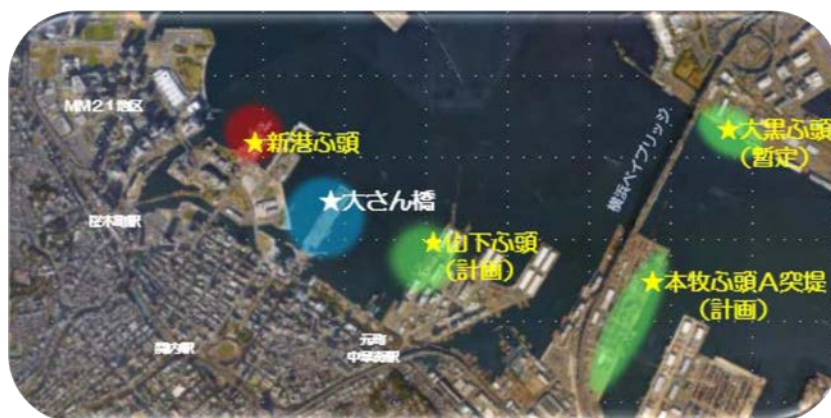 MM21地区
★新港ふ頭
★大さん橋
桜木町駅
★山下ふ頭
(計画)
関内駅
元町
中華街駅
横浜ベイブリッジ
★大黒ふ頭
(暫定)
★本牧ふ頭A突堤
(計画)